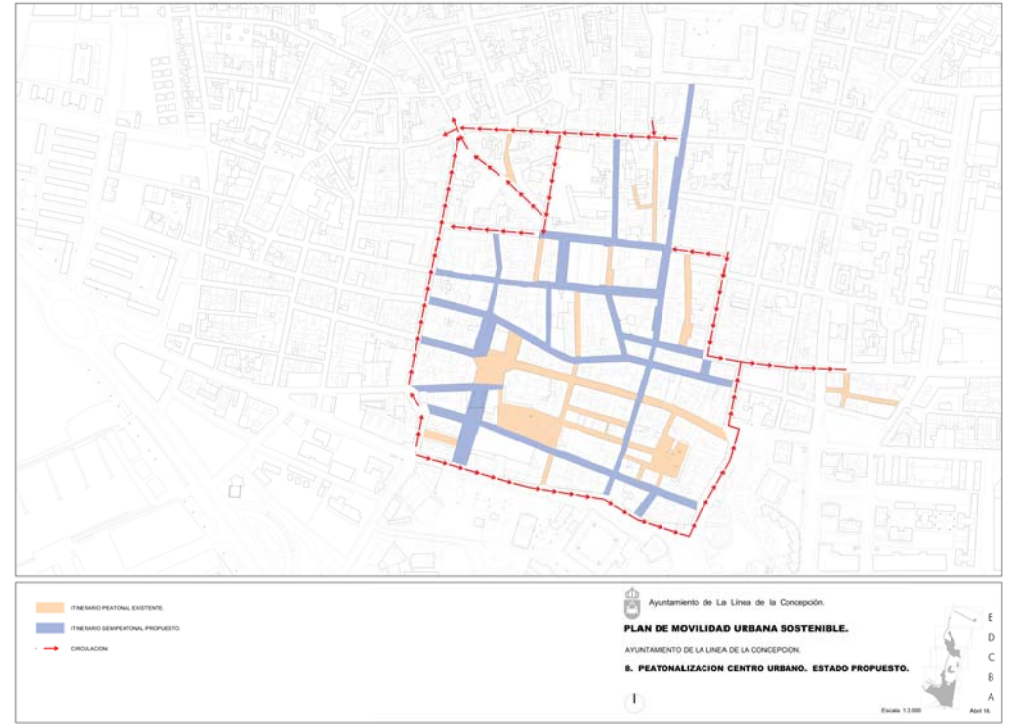 ITINERARIO PEATONAL EXISTENTE.
ITINERARIO SEMIPEATONAL PROPUESTO.
CIRCULACION
Ayuntamiento de La Línea de la Concepción.
PLAN DE MOVILIDAD URBANA SOSTENIBLE.
AYUNTAMIENTO DE LA LINEA DE LA CONCEPCION.
8. PEATONALIZACION CENTRO URBANO. ESTADO PROPUESTO.
E
D
C
B
A
Escala 1:3.000
Abril 16.